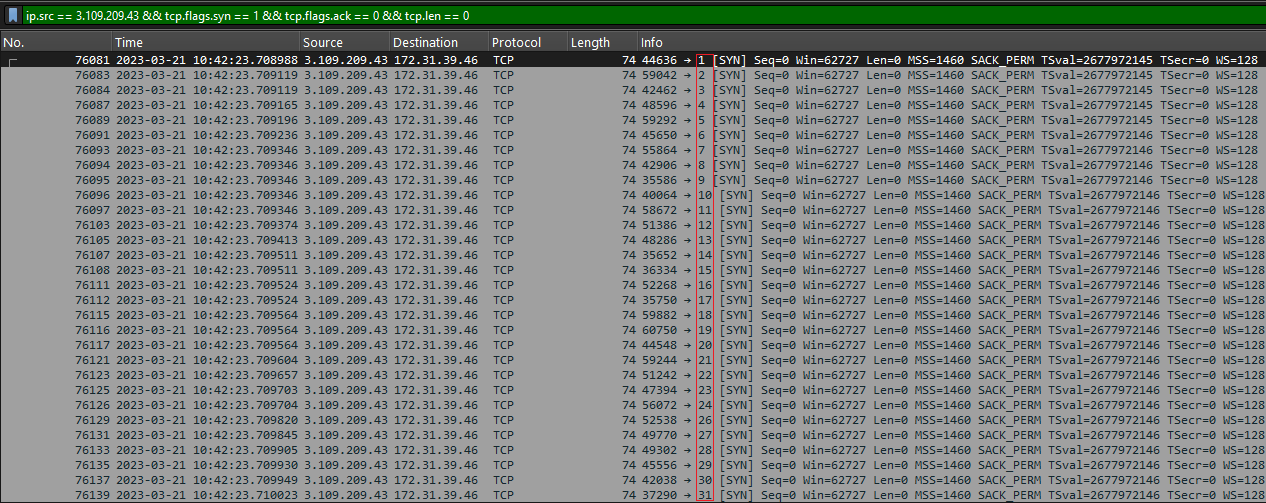 ip.src == 3.109.209.43 && tcp.flags.syn == 1 && tcp.flags.ack == 0 && tcp.len == 0
No. Time Source Destination Protocol Length Info
76081 2023-03-21 10:42:23.708988 3.109.209.43 172.31.39.46 TCP 74 44636 → 1 [SYN] Seq=0 Win=62727 Len=0 MSS=1460 SACK_PERM TSval=2677972145 TSecr=0 WS=128
76083 2023-03-21 10:42:23.709119 3.109.209.43 172.31.39.46 TCP 74 59042 → 2 [SYN] Seq=0 Win=62727 Len=0 MSS=1460 SACK_PERM TSval=2677972145 TSecr=0 WS=128
76084 2023-03-21 10:42:23.709119 3.109.209.43 172.31.39.46 TCP 74 42462 → 3 [SYN] Seq=0 Win=62727 Len=0 MSS=1460 SACK_PERM TSval=2677972145 TSecr=0 WS=128
76087 2023-03-21 10:42:23.709165 3.109.209.43 172.31.39.46 TCP 74 48596 → 4 [SYN] Seq=0 Win=62727 Len=0 MSS=1460 SACK_PERM TSval=2677972145 TSecr=0 WS=128
76089 2023-03-21 10:42:23.709196 3.109.209.43 172.31.39.46 TCP 74 59292 → 5 [SYN] Seq=0 Win=62727 Len=0 MSS=1460 SACK_PERM TSval=2677972145 TSecr=0 WS=128
76091 2023-03-21 10:42:23.709236 3.109.209.43 172.31.39.46 TCP 74 45650 → 6 [SYN] Seq=0 Win=62727 Len=0 MSS=1460 SACK_PERM TSval=2677972145 TSecr=0 WS=128
76093 2023-03-21 10:42:23.709346 3.109.209.43 172.31.39.46 TCP 74 55864 → 7 [SYN] Seq=0 Win=62727 Len=0 MSS=1460 SACK_PERM TSval=2677972145 TSecr=0 WS=128
76094 2023-03-21 10:42:23.709346 3.109.209.43 172.31.39.46 TCP 74 42906 → 8 [SYN] Seq=0 Win=62727 Len=0 MSS=1460 SACK_PERM TSval=2677972145 TSecr=0 WS=128
76095 2023-03-21 10:42:23.709346 3.109.209.43 172.31.39.46 TCP 74 35586 → 9 [SYN] Seq=0 Win=62727 Len=0 MSS=1460 SACK_PERM TSval=2677972145 TSecr=0 WS=128
76096 2023-03-21 10:42:23.709346 3.109.209.43 172.31.39.46 TCP 74 40064 → 10 [SYN] Seq=0 Win=62727 Len=0 MSS=1460 SACK_PERM TSval=2677972146 TSecr=0 WS=128
76097 2023-03-21 10:42:23.709346 3.109.209.43 172.31.39.46 TCP 74 58672 → 11 [SYN] Seq=0 Win=62727 Len=0 MSS=1460 SACK_PERM TSval=2677972146 TSecr=0 WS=128
76103 2023-03-21 10:42:23.709374 3.109.209.43 172.31.39.46 TCP 74 51386 → 12 [SYN] Seq=0 Win=62727 Len=0 MSS=1460 SACK_PERM TSval=2677972146 TSecr=0 WS=128
76105 2023-03-21 10:42:23.709413 3.109.209.43 172.31.39.46 TCP 74 48286 → 13 [SYN] Seq=0 Win=62727 Len=0 MSS=1460 SACK_PERM TSval=2677972146 TSecr=0 WS=128
76107 2023-03-21 10:42:23.709511 3.109.209.43 172.31.39.46 TCP 74 35652 → 14 [SYN] Seq=0 Win=62727 Len=0 MSS=1460 SACK_PERM TSval=2677972146 TSecr=0 WS=128
76108 2023-03-21 10:42:23.709511 3.109.209.43 172.31.39.46 TCP 74 36334 → 15 [SYN] Seq=0 Win=62727 Len=0 MSS=1460 SACK_PERM TSval=2677972146 TSecr=0 WS=128
76111 2023-03-21 10:42:23.709524 3.109.209.43 172.31.39.46 TCP 74 52268 → 16 [SYN] Seq=0 Win=62727 Len=0 MSS=1460 SACK_PERM TSval=2677972146 TSecr=0 WS=128
76112 2023-03-21 10:42:23.709524 3.109.209.43 172.31.39.46 TCP 74 35750 → 17 [SYN] Seq=0 Win=62727 Len=0 MSS=1460 SACK_PERM TSval=2677972146 TSecr=0 WS=128
76115 2023-03-21 10:42:23.709564 3.109.209.43 172.31.39.46 TCP 74 59882 → 18 [SYN] Seq=0 Win=62727 Len=0 MSS=1460 SACK_PERM TSval=2677972146 TSecr=0 WS=128
76116 2023-03-21 10:42:23.709564 3.109.209.43 172.31.39.46 TCP 74 60750 → 19 [SYN] Seq=0 Win=62727 Len=0 MSS=1460 SACK_PERM TSval=2677972146 TSecr=0 WS=128
76117 2023-03-21 10:42:23.709564 3.109.209.43 172.31.39.46 TCP 74 44548 → 20 [SYN] Seq=0 Win=62727 Len=0 MSS=1460 SACK_PERM TSval=2677972146 TSecr=0 WS=128
76121 2023-03-21 10:42:23.709604 3.109.209.43 172.31.39.46 TCP 74 59244 → 21 [SYN] Seq=0 Win=62727 Len=0 MSS=1460 SACK_PERM TSval=2677972146 TSecr=0 WS=128
76123 2023-03-21 10:42:23.709657 3.109.209.43 172.31.39.46 TCP 74 51242 → 22 [SYN] Seq=0 Win=62727 Len=0 MSS=1460 SACK_PERM TSval=2677972146 TSecr=0 WS=128
76125 2023-03-21 10:42:23.709703 3.109.209.43 172.31.39.46 TCP 74 47394 → 23 [SYN] Seq=0 Win=62727 Len=0 MSS=1460 SACK_PERM TSval=2677972146 TSecr=0 WS=128
76126 2023-03-21 10:42:23.709704 3.109.209.43 172.31.39.46 TCP 74 56072 → 24 [SYN] Seq=0 Win=62727 Len=0 MSS=1460 SACK_PERM TSval=2677972146 TSecr=0 WS=128
76129 2023-03-21 10:42:23.709820 3.109.209.43 172.31.39.46 TCP 74 52538 → 26 [SYN] Seq=0 Win=62727 Len=0 MSS=1460 SACK_PERM TSval=2677972146 TSecr=0 WS=128
76131 2023-03-21 10:42:23.709845 3.109.209.43 172.31.39.46 TCP 74 49770 → 27 [SYN] Seq=0 Win=62727 Len=0 MSS=1460 SACK_PERM TSval=2677972146 TSecr=0 WS=128
76133 2023-03-21 10:42:23.709905 3.109.209.43 172.31.39.46 TCP 74 49302 → 28 [SYN] Seq=0 Win=62727 Len=0 MSS=1460 SACK_PERM TSval=2677972146 TSecr=0 WS=128
76135 2023-03-21 10:42:23.709930 3.109.209.43 172.31.39.46 TCP 74 45556 → 29 [SYN] Seq=0 Win=62727 Len=0 MSS=1460 SACK_PERM TSval=2677972146 TSecr=0 WS=128
76137 2023-03-21 10:42:23.709949 3.109.209.43 172.31.39.46 TCP 74 42038 → 30 [SYN] Seq=0 Win=62727 Len=0 MSS=1460 SACK_PERM TSval=2677972146 TSecr=0 WS=128
76139 2023-03-21 10:42:23.710023 3.109.209.43 172.31.39.46 TCP 74 37290 → 31 [SYN] Seq=0 Win=62727 Len=0 MSS=1460 SACK_PERM TSval=2677972146 TSecr=0 WS=128